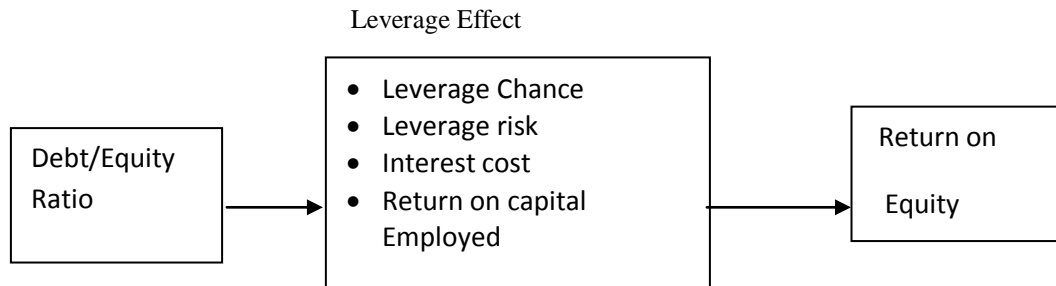 Leverage Effect
Debt/Equity
Ratio
• Leverage Chance
• Leverage risk
• Interest cost
• Return on capital
Employed
Return on
Equity